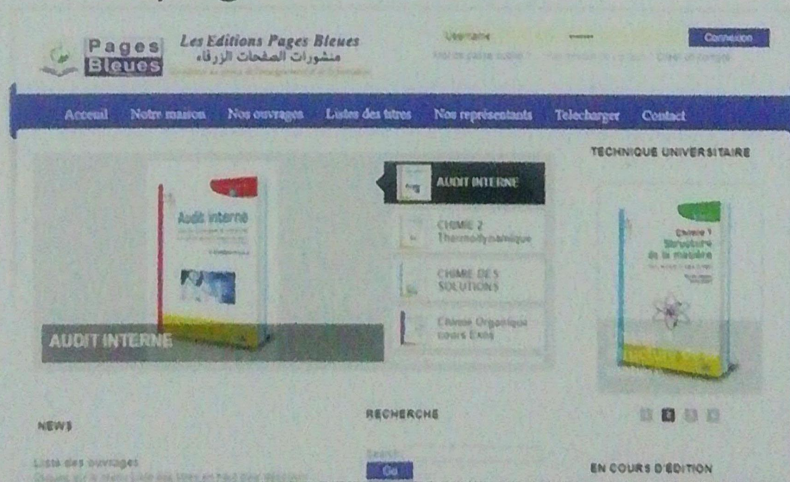 Pages
Bleues
Les Editions Pages Bleues
منشورات الصفحات الزرقاء
Username
Connexion
Acceuil Notre maison Nos ouvrages Listes des titres Nos représentants Telecharger Contact
TECHNIQUE UNIVERSITAIRE
Audit interne
AUDIT INTERNE
AUDIT INTERNE
CHIMIE 2
Thermodynamique
CHIMIE DES
SOLUTIONS
Chimie Organique
cours Exos
Chimie 1
Structure
de la matière
NEWS
RECHERCHE
Search
Go
Liste des ouvrages
EN COURS D'ÉDITION